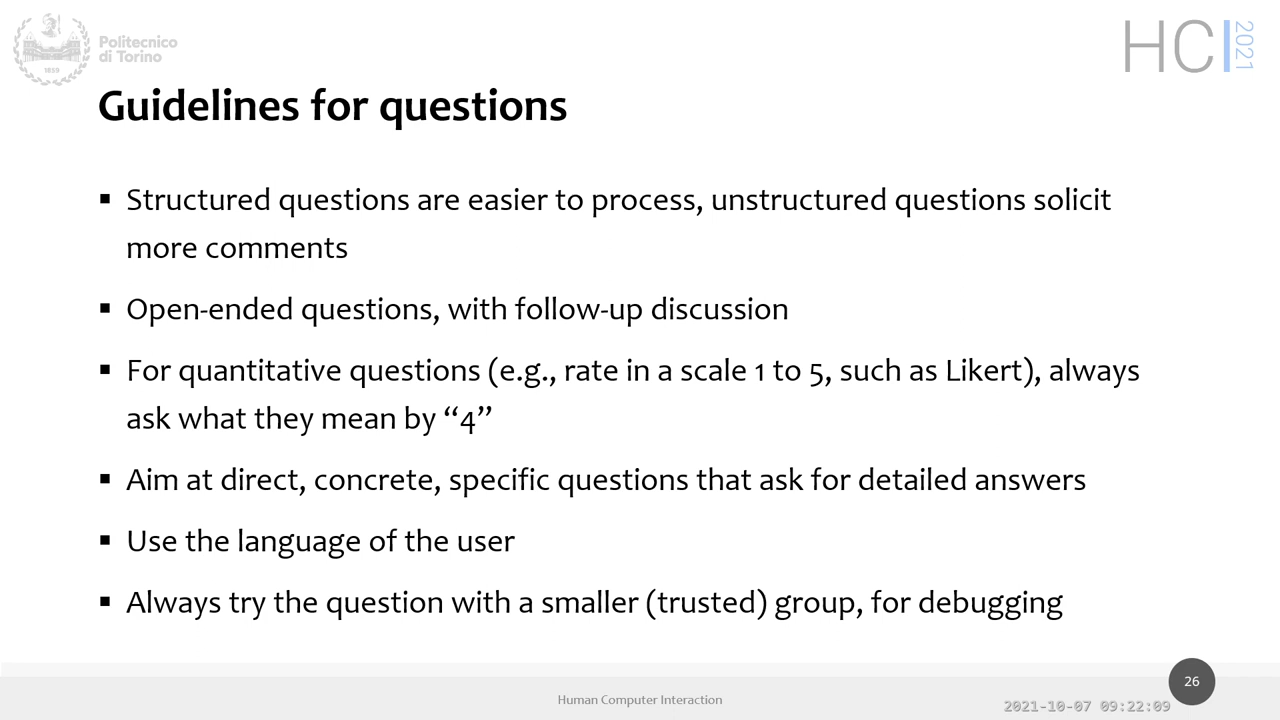 Politecnico
di Torino
1859
HCI 2021
Guidelines for questions
▪ Structured questions are easier to process, unstructured questions solicit
more comments
▪ Open-ended questions, with follow-up discussion
▪ For quantitative questions (e.g., rate in a scale 1 to 5, such as Likert), always
ask what they mean by “4”
▪ Aim at direct, concrete, specific questions that ask for detailed answers
▪ Use the language of the user
▪ Always try the question with a smaller (trusted) group, for debugging
Human Computer Interaction
26
2021-10-07 09:22:09